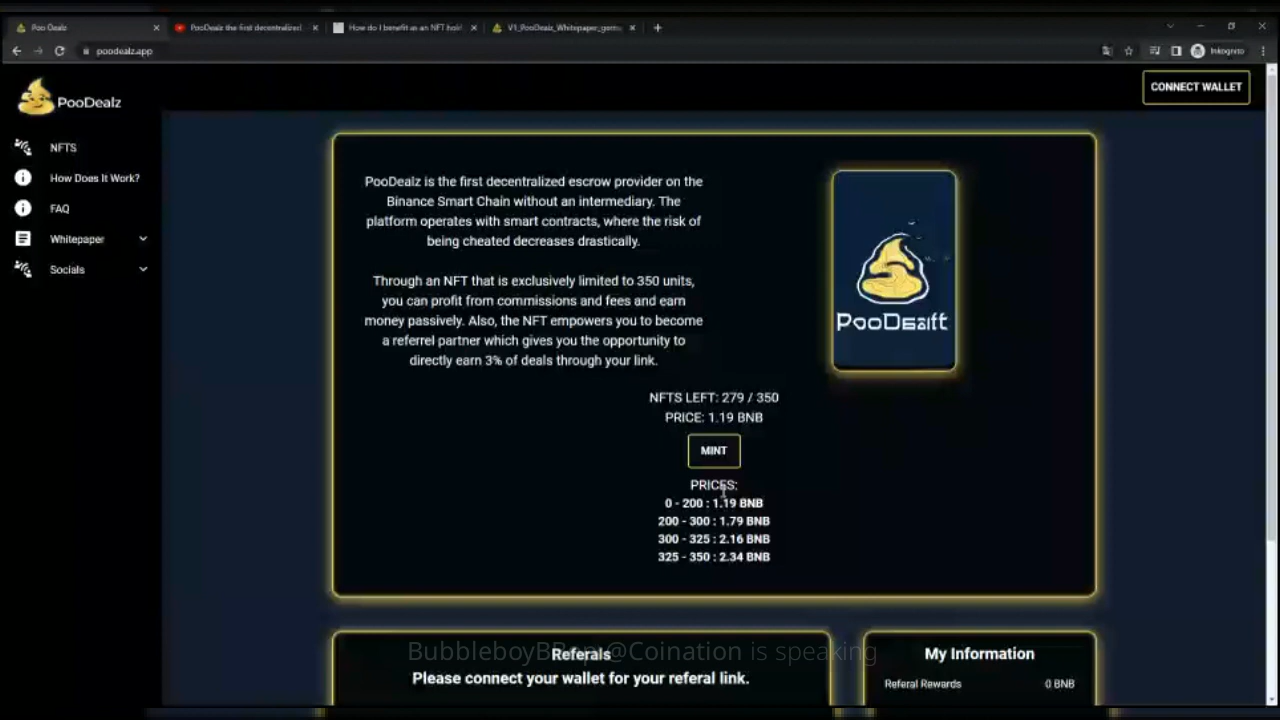 Poo Dealz
PooDealz the first decentralized
How do I benefit as an NFT hol
V1_PooDealz_Whitepaper_germ
poodealz.app
Inkognito
PooDealz
CONNECT WALLET
NFTS
How Does It Work?
FAQ
Whitepaper
Socials
PooDealz is the first decentralized escrow provider on the
Binance Smart Chain without an intermediary. The
platform operates with smart contracts, where the risk of
being cheated decreases drastically.
Through an NFT that is exclusively limited to 350 units,
you can profit from commissions and fees and earn
money passively. Also, the NFT empowers you to become
a referrel partner which gives you the opportunity to
directly earn 3% of deals through your link.
NFTS LEFT: 279 / 350
PRICE: 1.19 BNB
MINT
PRICES:
0 - 200 : 1.19 BNB
200 - 300 : 1.79 BNB
300 - 325 : 2.16 BNB
325 - 350 : 2.34 BNB
@Coination is speaking
Referals
Please connect your wallet for your referal link.
My Information
Referal Rewards
0 BNB